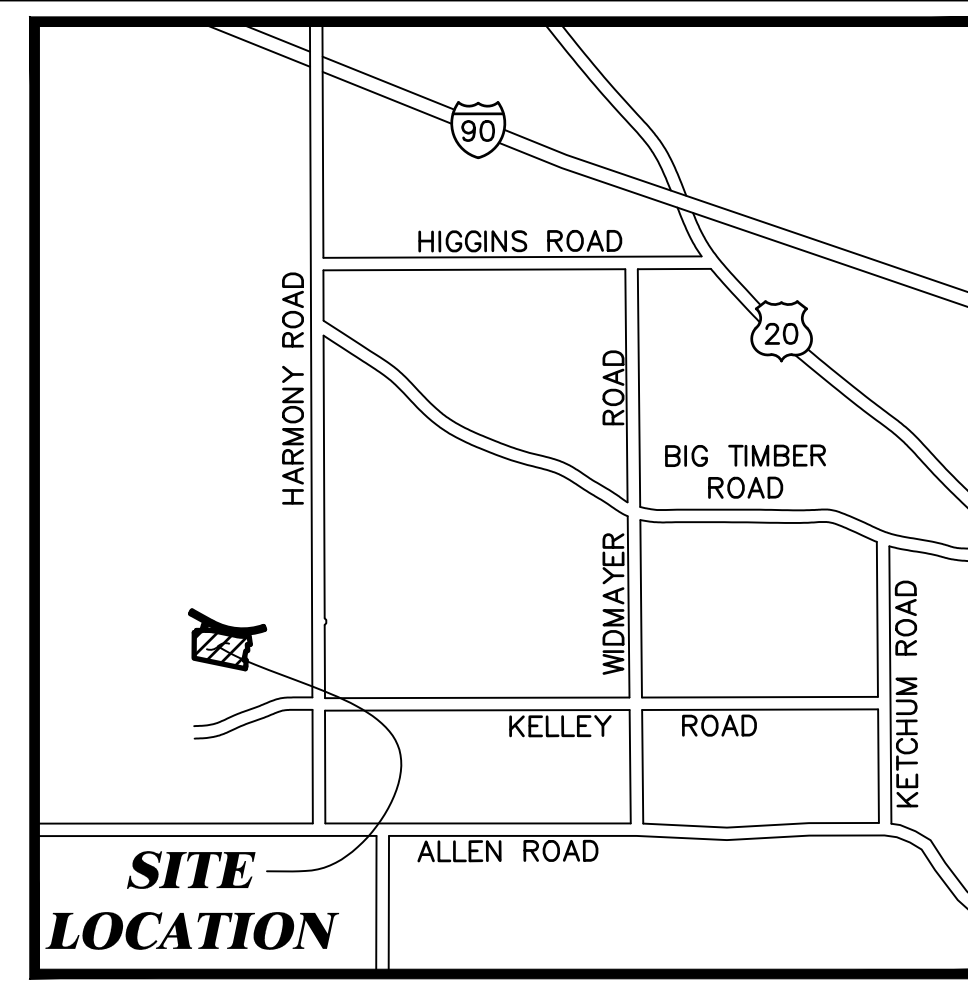 90
HIGGINS ROAD
20
HARMONY ROAD
WIDMAYER ROAD
BIG TIMBER
ROAD
KETCHUM ROAD
KELLEY ROAD
ALLEN ROAD
SITE
LOCATION